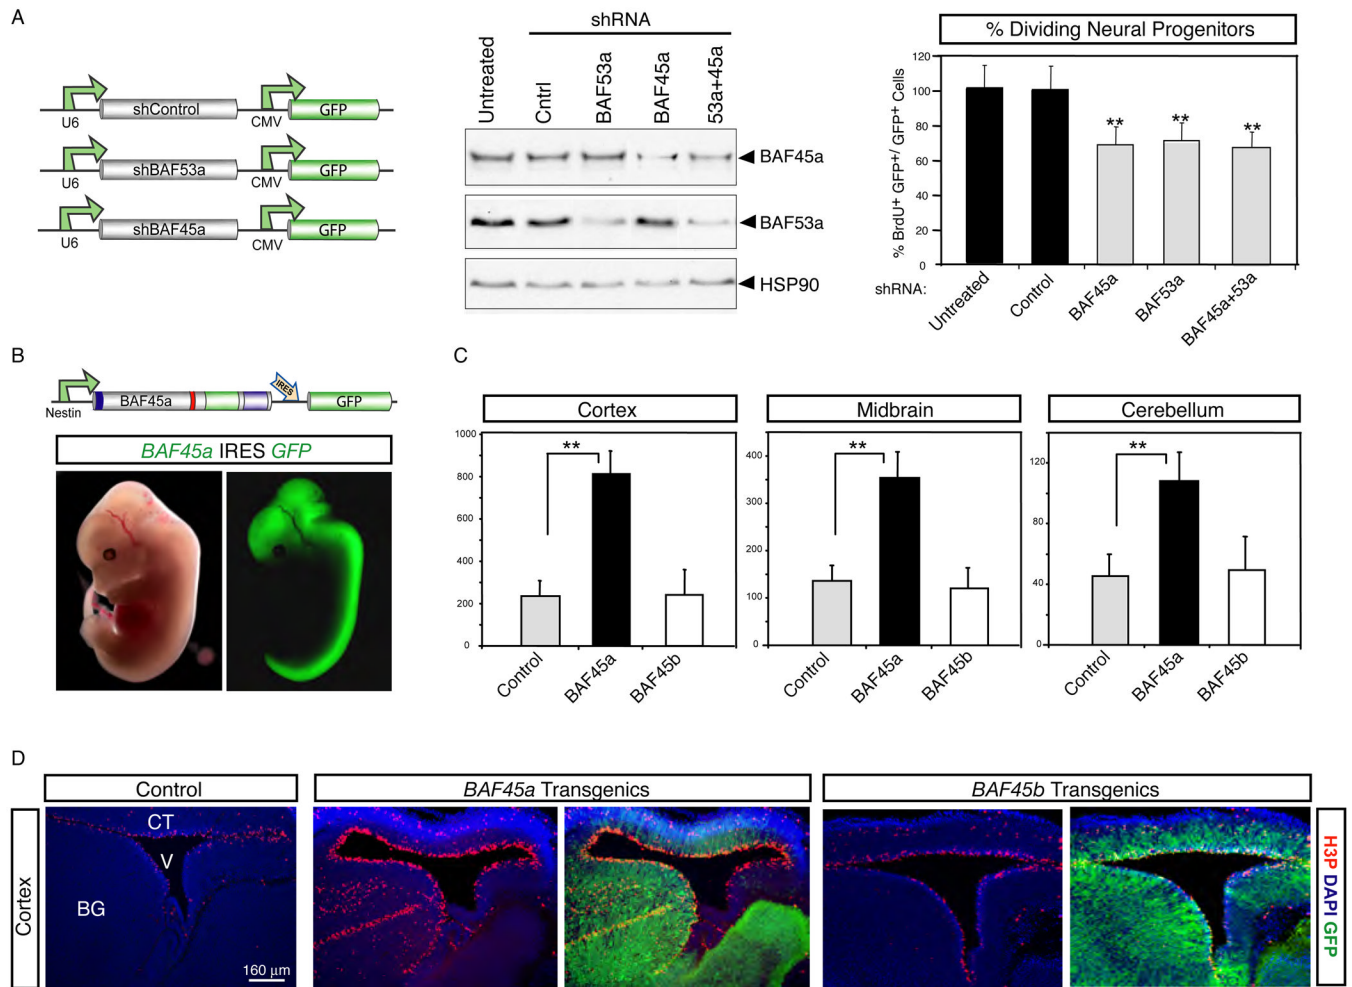 A
shControl
GFP
U6
CMV
shBAF53a
GFP
U6
CMV
shBAF45a
GFP
U6
CMV
shRNA
Untreated
Cntrl
BAF53a
BAF45a
53a+45a
BAF45a
BAF53a
HSP90
% Dividing Neural Progenitors
% BrdU+ GFP+/ GFP+ Cells
120
100
80
60
40
20
0
**
**
**
shRNA:
Untreated
Control
BAF45a
BAF53a
BAF45a+53a
B
Nestin
BAF45a
IRES
GFP
BAF45a IRES GFP
C
Cortex
1000
800
600
400
200
0
**
Control
BAF45a
BAF45b
Midbrain
400
300
200
100
0
**
Control
BAF45a
BAF45b
Cerebellum
120
80
40
0
**
Control
BAF45a
BAF45b
D
Control
BAF45a Transgenics
BAF45b Transgenics
Cortex
CT
V
BG
160 μm
H3P DAPI GFP